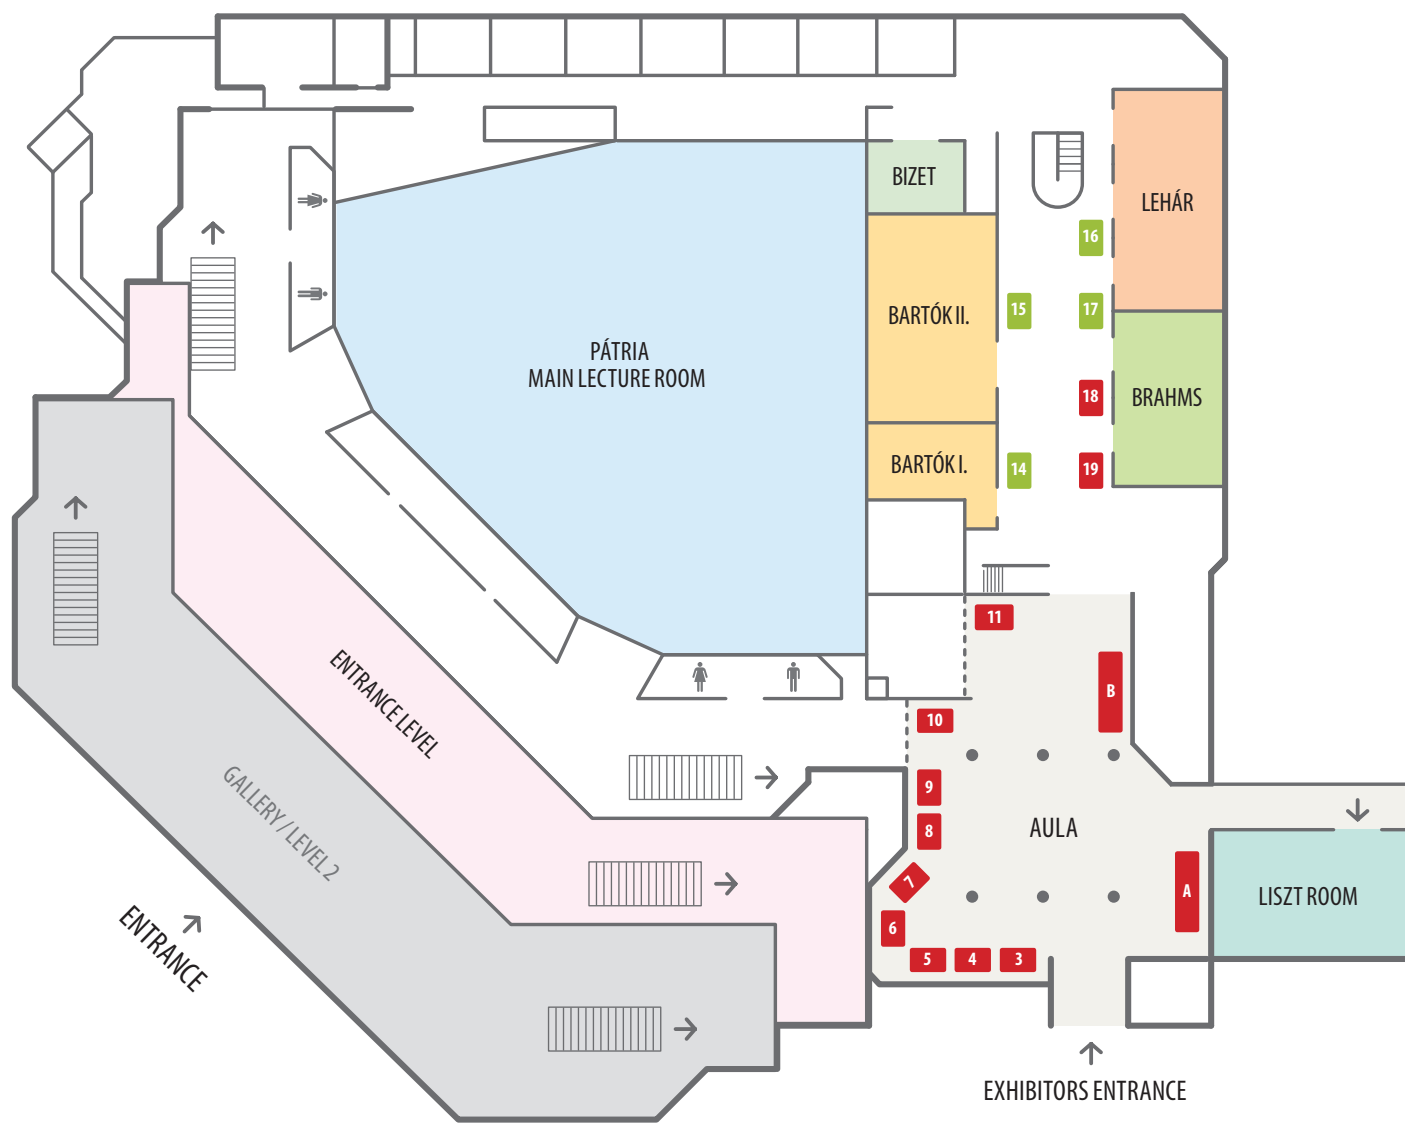 BIZET
LEHÁR
16
BARTÓK II.
15
17
PÁTRIA
MAIN LECTURE ROOM
18
BRAHMS
BARTÓK I.
14
19
11
ENTRANCE LEVEL
B
10
9
8
AULA
GALLERY / LEVEL 2
7
A
LISZT ROOM
6
ENTRANCE
5
4
3
EXHIBITORS ENTRANCE